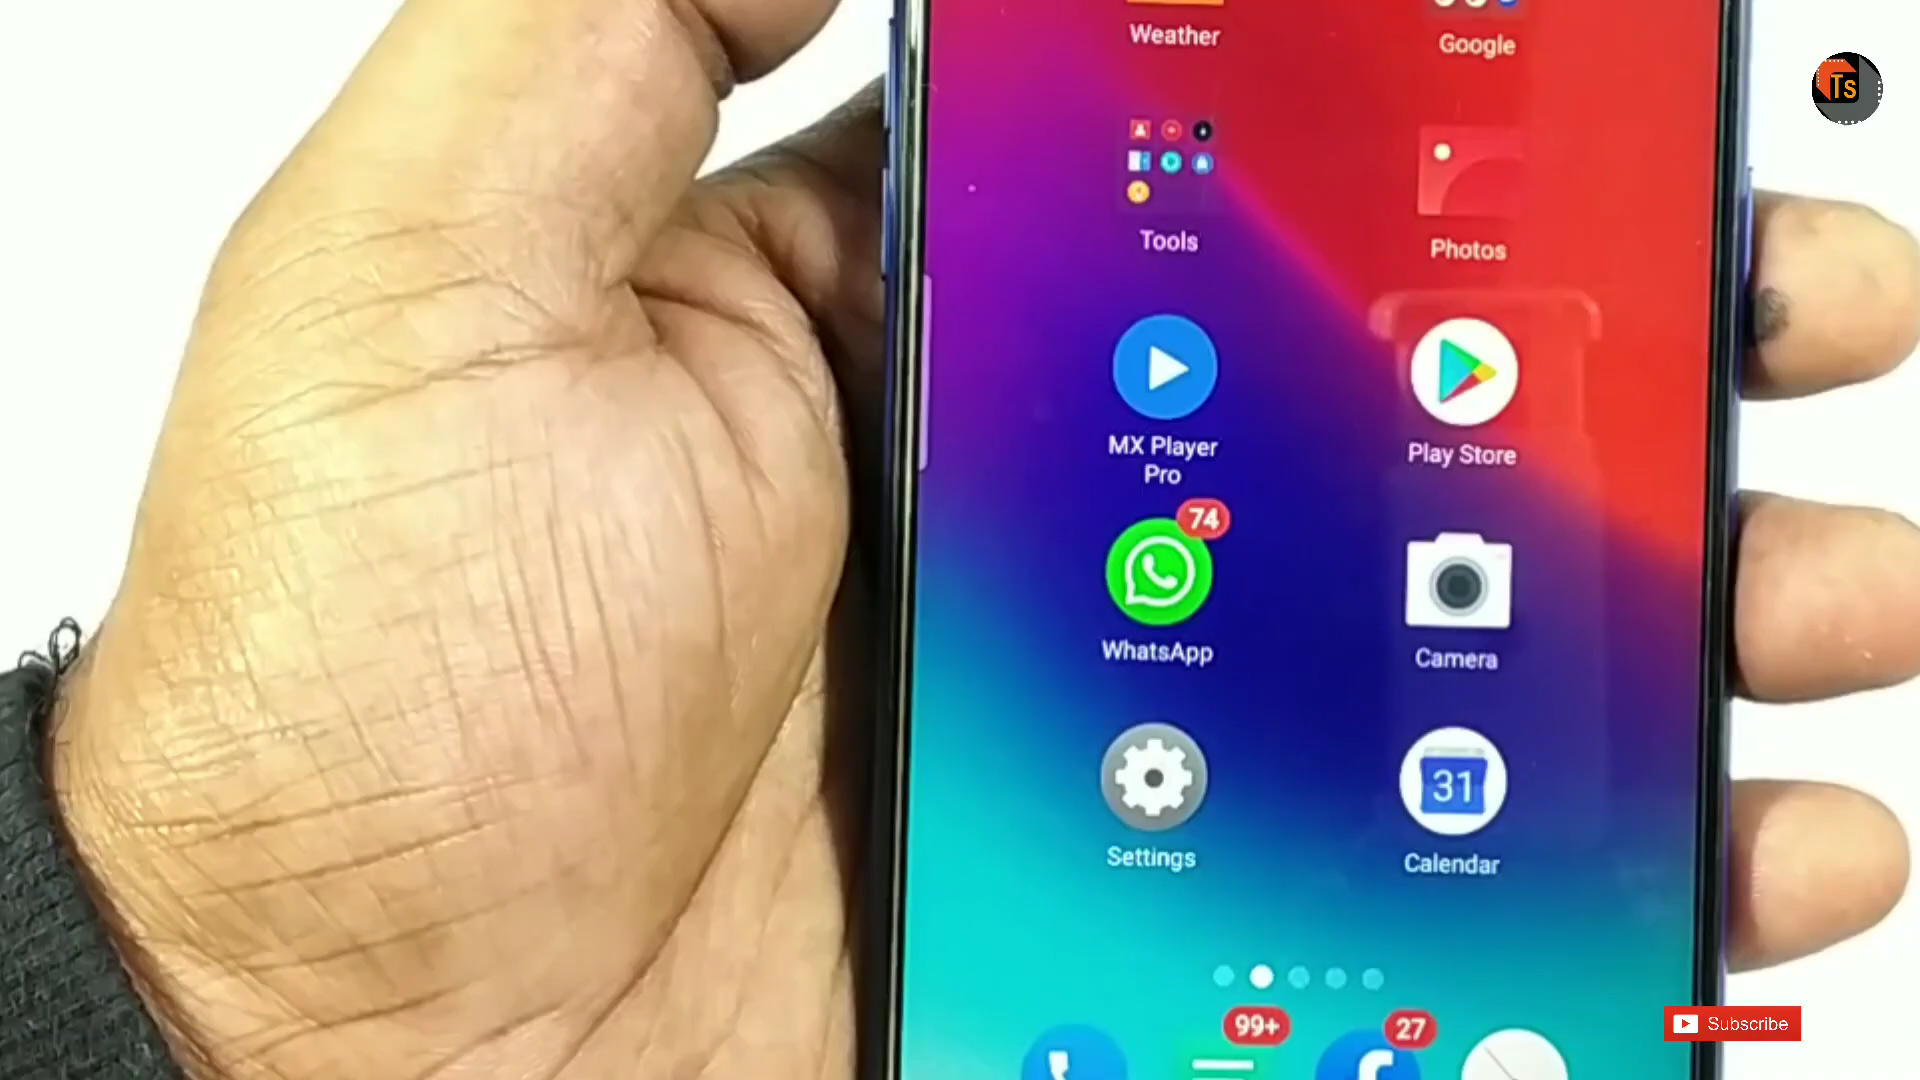 Weather
Google
Ts
Tools
Photos
MX Player
Pro
Play Store
74
WhatsApp
Camera
31
Settings
Calendar
99+
27
Subscribe